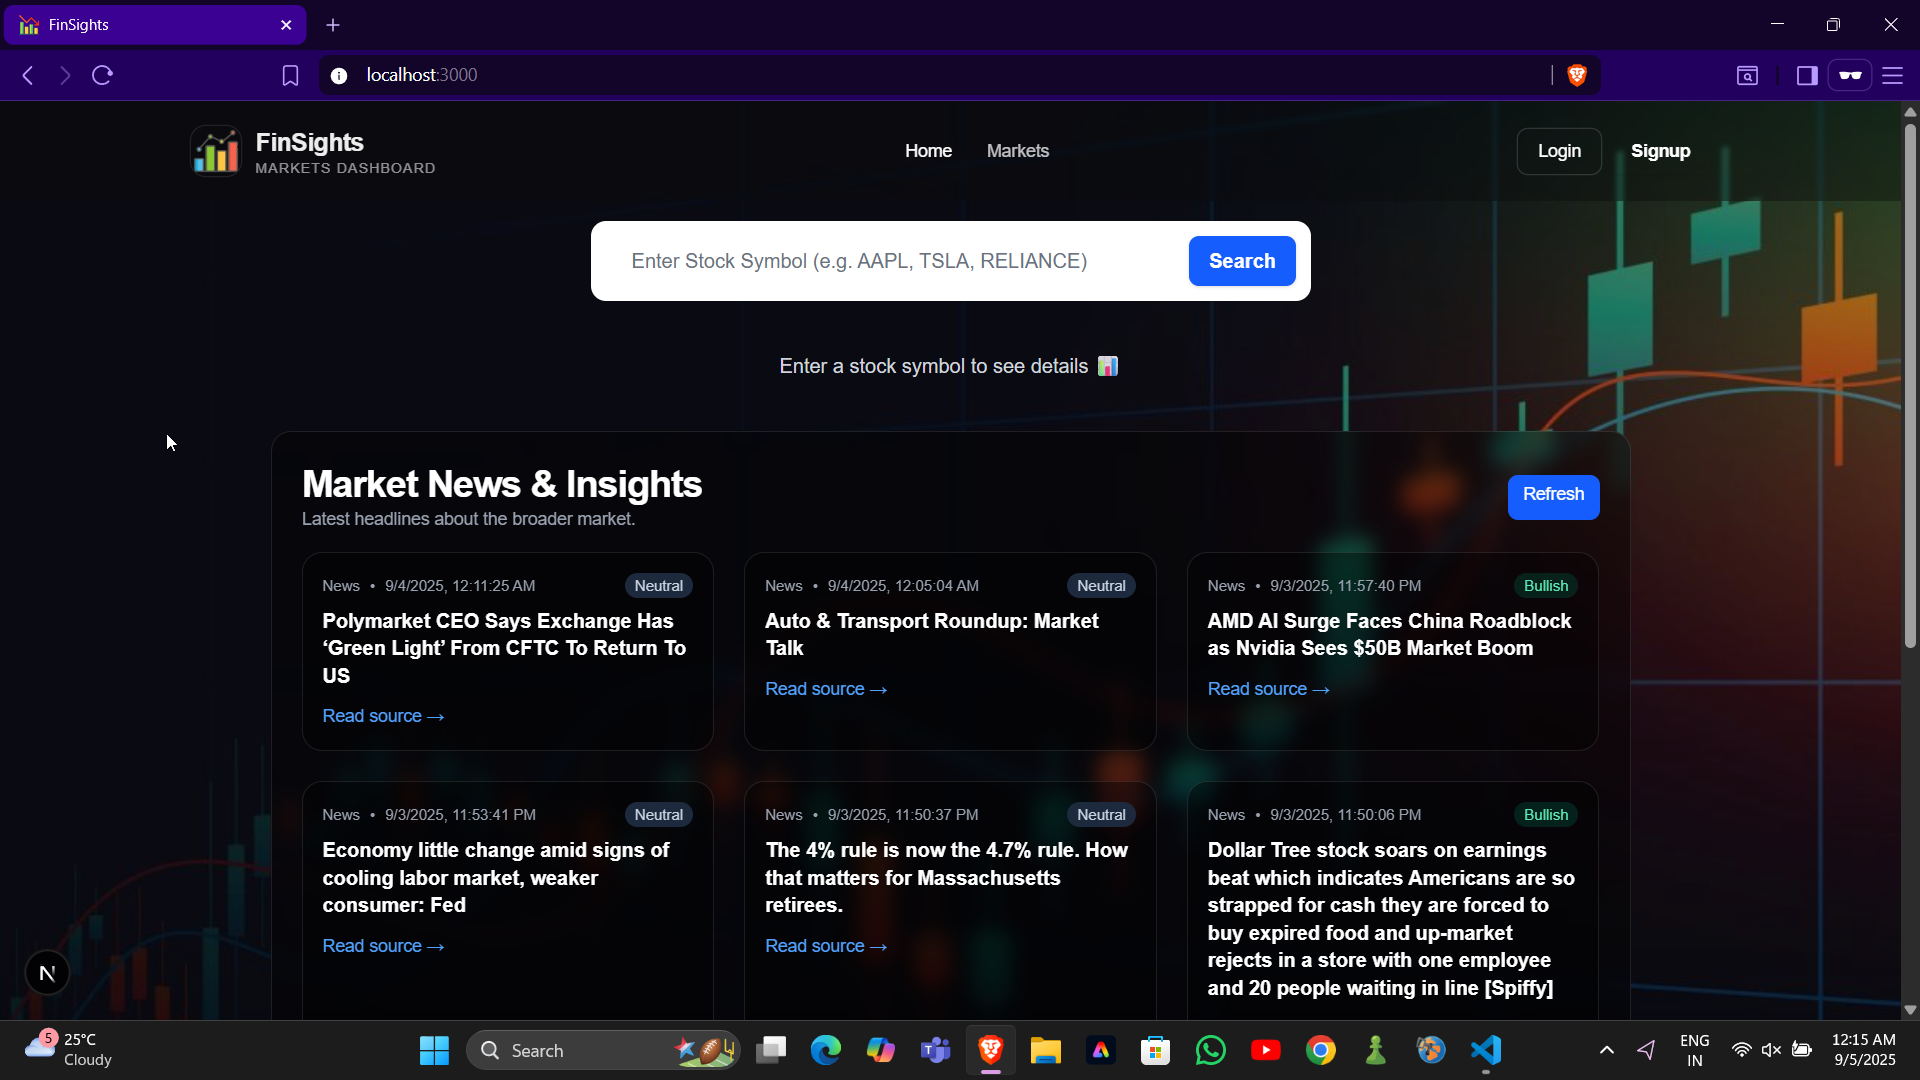 FinSights
localhost:3000
FinSights
MARKETS DASHBOARD
Home
Markets
Login
Signup
Enter Stock Symbol (e.g. AAPL, TSLA, RELIANCE)
Search
Enter a stock symbol to see details
Market News & Insights
Latest headlines about the broader market.
Refresh
News • 9/4/2025, 12:11:25 AM
Neutral
Polymarket CEO Says Exchange Has
‘Green Light’ From CFTC To Return To
US
Read source →
News • 9/4/2025, 12:05:04 AM
Neutral
Auto & Transport Roundup: Market
Talk
Read source →
News • 9/3/2025, 11:57:40 PM
Bullish
AMD AI Surge Faces China Roadblock
as Nvidia Sees $50B Market Boom
Read source →
News • 9/3/2025, 11:53:41 PM
Neutral
Economy little change amid signs of
cooling labor market, weaker
consumer: Fed
Read source →
News • 9/3/2025, 11:50:37 PM
Neutral
The 4% rule is now the 4.7% rule. How
that matters for Massachusetts
retirees.
Read source →
News • 9/3/2025, 11:50:06 PM
Bullish
Dollar Tree stock soars on earnings
beat which indicates Americans are so
strapped for cash they are forced to
buy expired food and up-market
rejects in a store with one employee
and 20 people waiting in line [Spiffy]
N
5
25°C
Cloudy
Search
ENG
IN
12:15 AM
9/5/2025